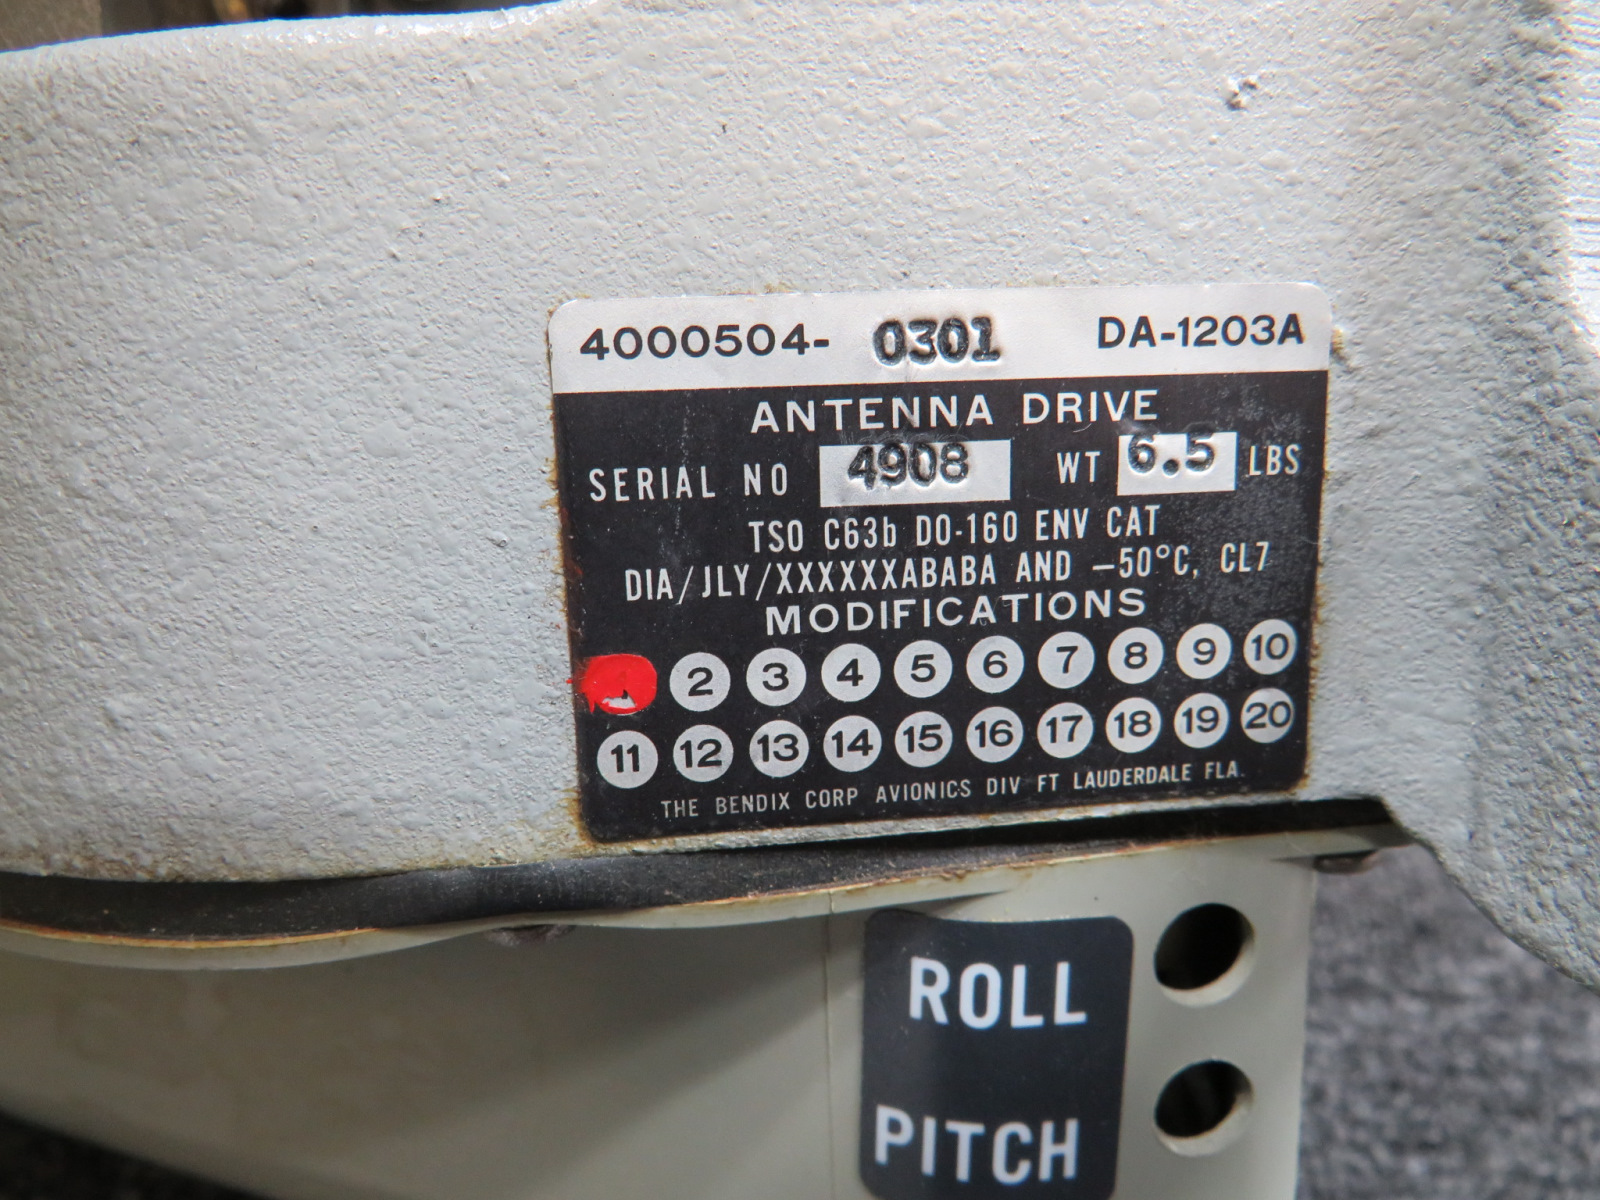 4000504- 0301 DA-1203A
ANTENNA DRIVE
SERIAL NO 4908 WT 6.5 LBS
TSO C63b DO-160 ENV CAT
DIA/JLY/XXXXXXABABA AND -50°C, CL7
MODIFICATIONS
1 2 3 4 5 6 7 8 9 10
11 12 13 14 15 16 17 18 19 20
THE BENDIX CORP AVIONICS DIV FT LAUDERDALE FLA.
ROLL
PITCH